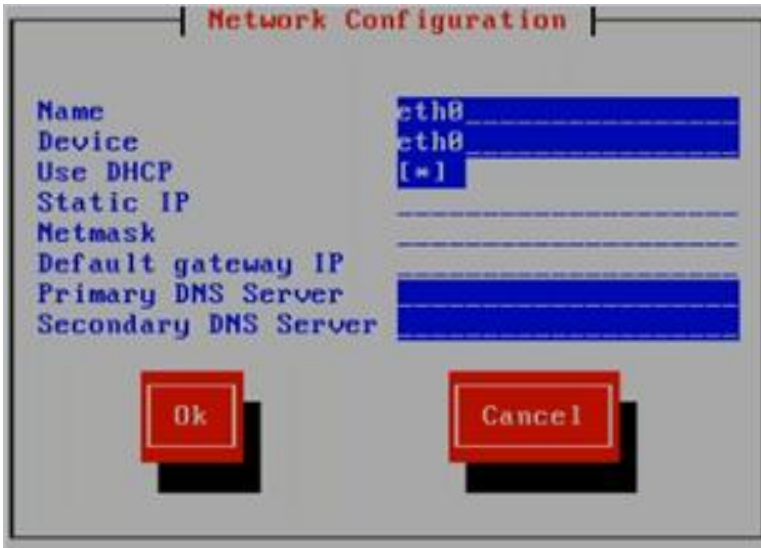 Network Configuration
Name eth0
Device eth0
Use DHCP [*]
Static IP
Netmask
Default gateway IP
Primary DNS Server
Secondary DNS Server
Ok Cancel